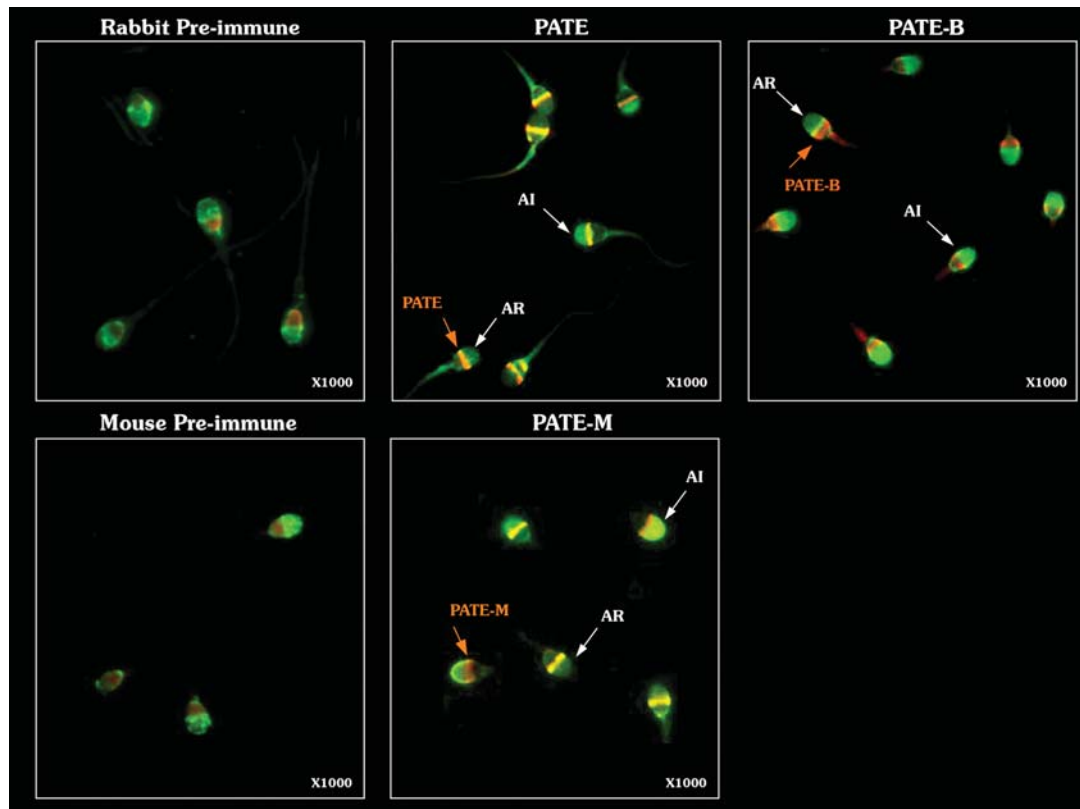 Rabbit Pre-immune
PATE
PATE-B
AR
PATE-B
AI
AI
PATE
AR
X1000
X1000
X1000
Mouse Pre-immune
PATE-M
AI
PATE-M
AR
X1000
X1000